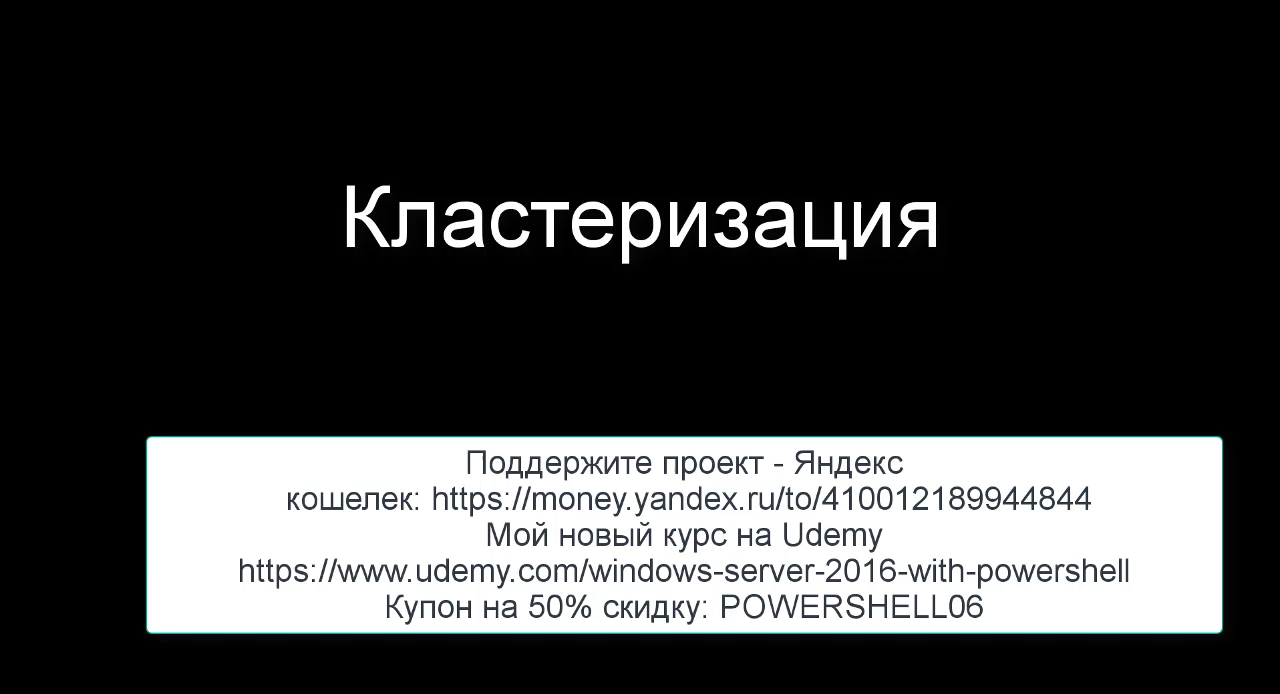 Кластеризация
Поддержите проект - Яндекс
кошелек: https://money.yandex.ru/to/410012189944844
Мой новый курс на Udemy
https://www.udemy.com/windows-server-2016-with-powershell
Купон на 50% скидку: POWERSHELL06